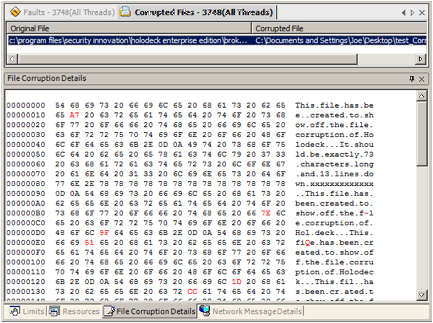 Faults - 3748(All Threads)
Corrupted Files - 3748(All Threads)
Original File
Corrupted File
c:\program files\security innovation\holodeck enterprise edition\brok...
C:\Documents and Settings\Joe\Desktop\test_Cor
File Corruption Details
00000000 54 68 69 73 20 66 69 6C 65 20 68 61 73 20 62 65 This.file.has.be
00000010 65 A7 20 63 72 65 61 74 65 64 20 74 6F 20 73 68 e..created.to.sh
00000020 6F 77 20 6F 66 66 20 74 68 65 20 66 69 6C 65 20 ow.off.the.file.
00000030 63 6F 72 72 75 70 74 69 6F 6E 20 6F 66 20 48 6F corruption.of.Ho
00000040 6C 6F 64 65 63 6B 2E 0D 0A 49 74 20 73 68 6F 75 lodeck...It.shou
00000050 6C 64 20 62 65 20 65 78 61 63 74 6C 79 20 37 33 ld.be.exactly.73
00000060 20 63 68 61 72 61 63 74 65 72 73 20 6C 6F 6E 67 .characters.long
00000070 20 61 6E 64 20 31 33 20 6C 69 6E 65 73 20 64 6F .and.13.lines.do
00000080 77 6E 2E 78 78 78 78 78 78 78 78 78 78 78 78 78 wn.xxxxxxxxxxxxx
00000090 0D 0A 54 68 69 73 20 66 69 6C 65 20 68 61 73 20 ..This.file.has.
000000A0 62 65 65 6E 20 63 72 65 61 74 65 64 20 74 6F 20 been.created.to.
000000B0 73 68 6F 77 20 6F 66 66 20 74 68 65 20 66 7E 6C show.off.the.f~l
000000C0 65 20 63 6F 72 72 75 70 74 69 6F 6E 20 6F 66 20 e.corruption.of.
000000D0 48 6F 6C 9F 64 65 63 6B 2E 0D 0A 54 68 69 73 20 Hol.deck...This.
000000E0 66 69 51 65 20 68 61 73 20 62 65 65 6E 20 63 72 fiQe.has.been.cr
000000F0 65 61 74 65 64 20 74 6F 20 73 68 6F 77 20 6F 66 eated.to.show.of
00000100 66 20 74 68 65 20 66 69 6C 65 20 63 6F 72 72 75 f.the.file.corru
00000110 70 74 69 6F 6E 20 6F 66 20 48 6F 6C 6F 64 65 63 ption.of.Holodec
00000120 6B 2E 0D 0A 54 68 69 73 20 66 69 6C 1D 20 68 61 k...This.fil..ha
00000130 73 20 62 65 65 6E 20 63 72 CC 61 74 65 64 20 74 s.been.cr.ated.t
Limits
Resources
File Corruption Details
Network Message Details